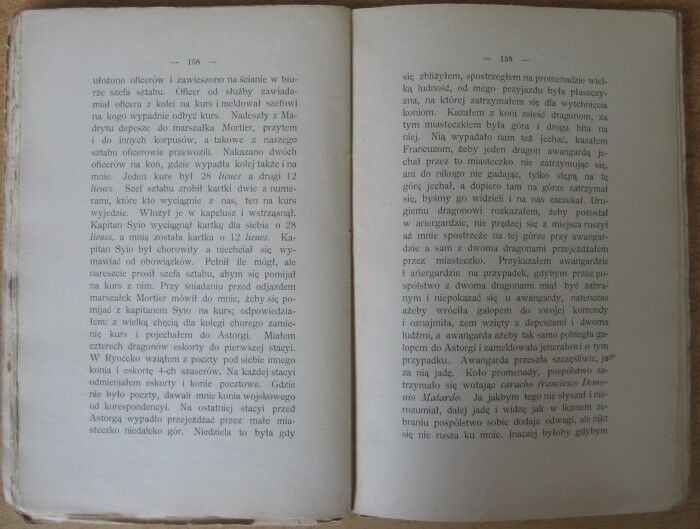 — 158 —
ułożono oficerów i zawieszono na ścianie w biu-
rze szefa sztabu. Oficer od służby zawiada-
miał oficera z kolei na kurs i meldował szefowi
na kogo wypadnie odbyć kurs. Nadeszły z Ma-
drytu depesze do marszałka Mortier, przytem
i do innych korpusów, a takowe z naszego
sztabu oficerowie przewozili. Nakazano dwóch
oficerów na koń, gdzie wypadła kolej także i na
mnie. Jeden kurs był 28 lieues a drugi 12
lieues. Szef sztabu zrobił kartki dwie z nume-
rami, które kto wyciągnie z nas, ten na kurs
wyjedzie. Włożył je w kapelusz i wstrząsnął.
Kapitan Syio wyciągnął kartkę dla siebie o 28
lieues, a mnie została kartka o 12 lieues. Ka-
pitan Syio był chorowity a niechciał się wy-
mawiać od obowiązków. Pełnił ile mógł, ale
nareszcie prosił szefa sztabu, abym się pomijał
na kurs z nim. Przy śniadaniu przed odjazdem
marszałek Mortier mówił do mnie, żeby się po-
mijać z kapitanem Syio na kurs; odpowiedzia-
łem: z wielką chęcią dla kolegi chorego zamie-
nię kurs i pojechałem do Astorgi. Miałem
czterech dragonów eskorty do pierwszej stacyi.
W Ryoceko wziąłem z poczty pod siebie innego
konia i eskortę 4-ch szaserów. Na każdej stacyi
odmieniałem eskorty i konie pocztowe. Gdzie
nie było poczty, dawali mnie konia wojskowego
od korespondencyi. Na ostatniej stacyi przed
Astorgą wypadło przejeżdżać przez małe mia-
steczko niedaleko gór. Niedziela to była gdy
— 159 —
się zbliżyłem, spostrzegłem na promenadzie wiel-
ką ludność, od mego przyjazdu była płaszczy-
zna, na której zatrzymałem się dla wytchnięcia
koniom. Kazałem z koni zsieść dragonom, za
tym miasteczkiem była góra i droga bita na
niej. Nią wypadało nam też jechać, kazałem
Francuzom, żeby jeden dragon awangardą je-
chał przez to miasteczko nie zatrzymując się,
ani do nikogo nie gadając, tylko stępą na tę
górę jechał, a dopiero tam na górze zatrzymał
się, byśmy go widzieli i na nas zaczekał. Dru-
giemu dragonowi rozkazałem, żeby pozostał
w ariergardzie, nie prędzej się z miejsca ruszył
aż mnie spostrzeże na tej górze przy awangar-
dzie a sam z dwoma dragonami przejeżdżałem
przez miasteczko. Przykazałem awangardzie
i ariergardzie na przypadek, gdybym przez po-
spólstwo z dwoma dragonami miał być zabra-
nym i niepokazać się u awangardy, natenczas
ażeby wróciła galopem do swojej komendy
i oznajmiła, żem wzięty z depeszami i dwoma
ludźmi, a awangarda ażeby tak samo pobiegła ga-
lopem do Astorgi i zameldowała jenerałowi o tym
przypadku. Awangarda przeszła szczęśliwie, ja
za nią jadę. Koło promenady, pospólstwo za-
trzymało się wołając caracho franciesco Demo-
nio Matardo. Ja jakbym tego nie słyszał i nie-
rozumiał, dalej jadę i widzę jak w licznem ze-
braniu pospólstwo sobie dodaje odwagi, ale nikt
się nie rusza ku mnie. Inaczej byłoby gdybym